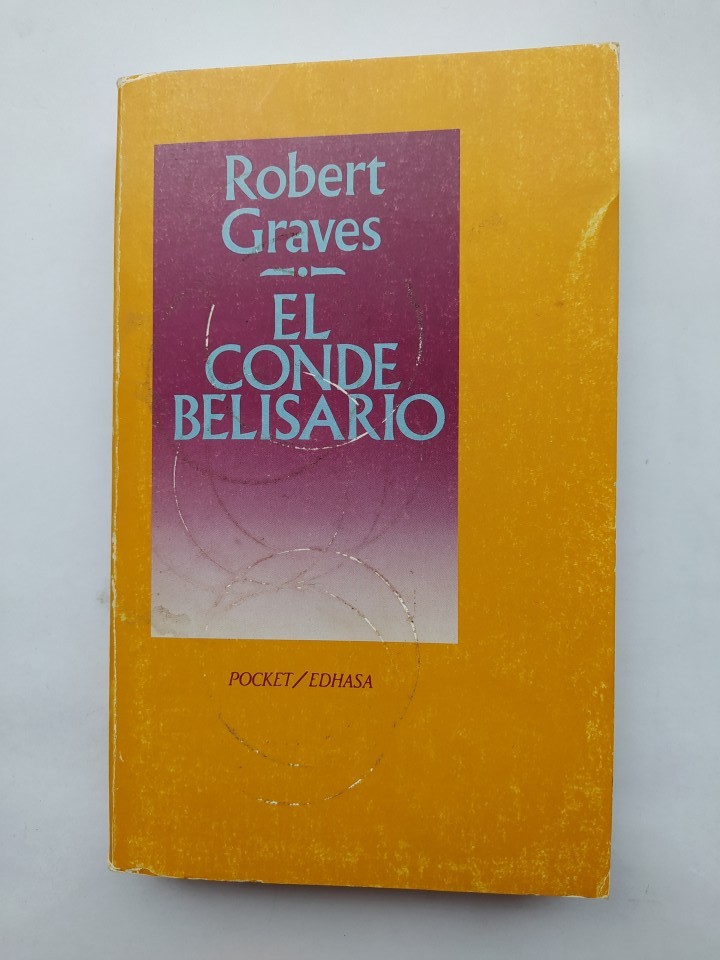 Robert
Graves
EL
CONDE
BELISARIO
POCKET/EDHASA